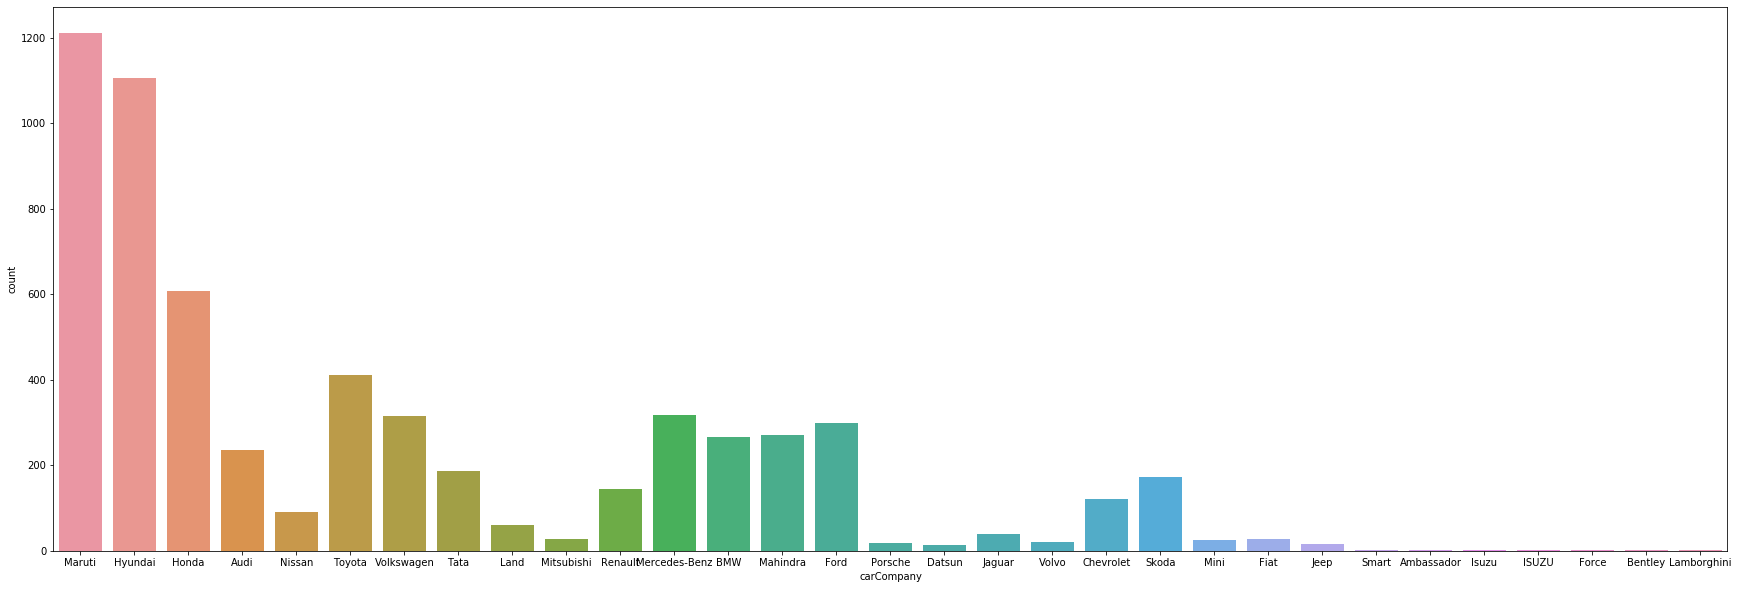 1200
1000
800
600
400
200
0
count
Maruti Hyundai Honda Audi Nissan Toyota Volkswagen Tata Land Mitsubishi Renault Mercedes-Benz BMW Mahindra Ford Porsche Datsun Jaguar Volvo Chevrolet Skoda Mini Fiat Jeep Smart Ambassador Isuzu ISUZU Force Bentley Lamborghini
carCompany